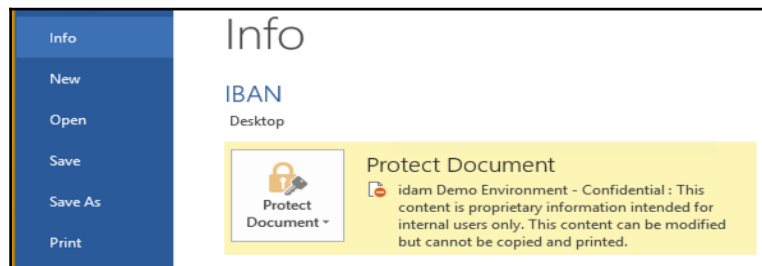 Info
New
Open
Save
Save As
Print
Info
IBAN
Desktop
Protect
Document
Protect Document
idam Demo Environment - Confidential : This
content is proprietary information intended for
internal users only. This content can be modified
but cannot be copied and printed.